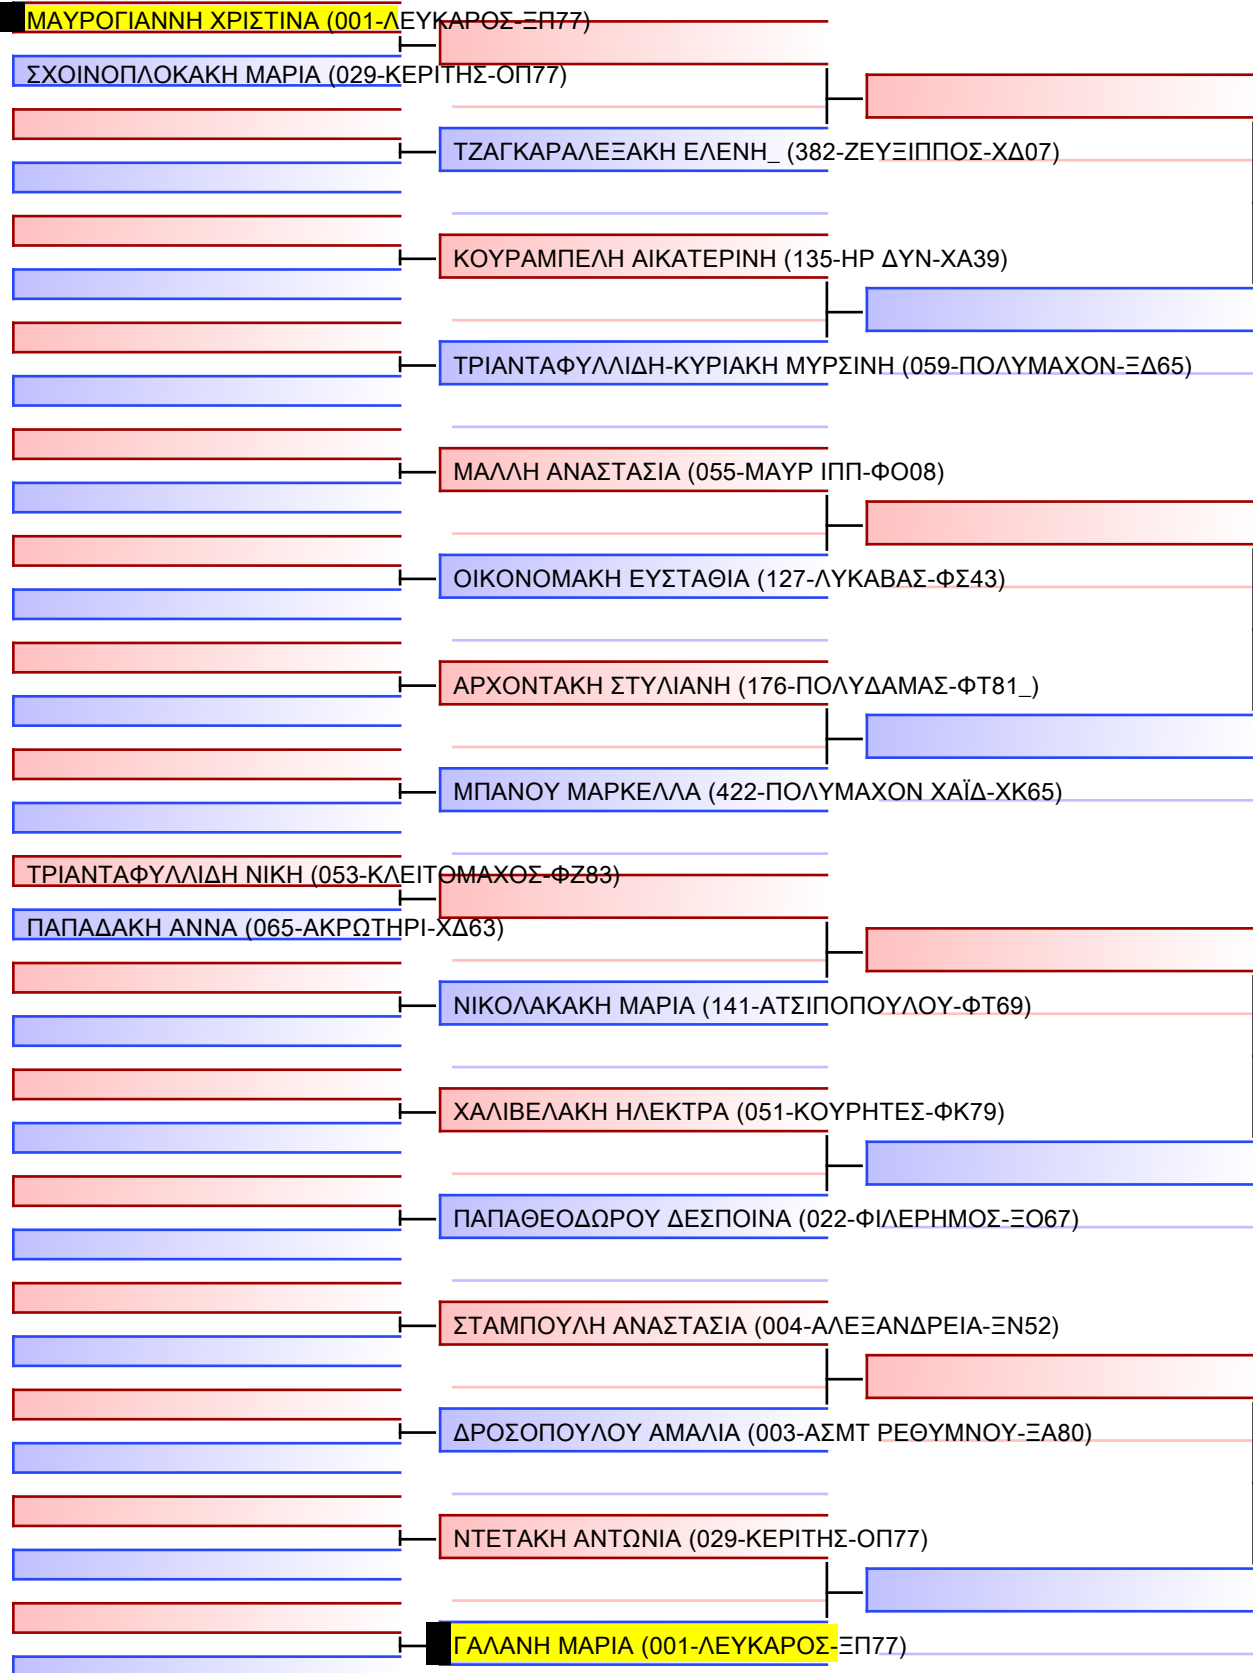 ΜΑΥΡΟΓΙΑΝΝΗ ΧΡΙΣΤΙΝΑ (001-ΛΕΥΚΑΡΟΣ-ΞΠ77)
ΣΧΟΙΝΟΠΛΟΚΑΚΗ ΜΑΡΙΑ (029-ΚΕΡΙΤΗΣ-ΟΠ77)
ΤΖΑΓΚΑΡΑΛΕΞΑΚΗ ΕΛΕΝΗ_ (382-ΖΕΥΞΙΠΠΟΣ-ΧΔ07)
ΚΟΥΡΑΜΠΕΛΗ ΑΙΚΑΤΕΡΙΝΗ (135-ΗΡ ΔΥΝ-ΧΑ39)
ΤΡΙΑΝΤΑΦΥΛΛΙΔΗ-ΚΥΡΙΑΚΗ ΜΥΡΣΙΝΗ (059-ΠΟΛΥΜΑΧΟΝ-ΞΔ65)
ΜΑΛΛΗ ΑΝΑΣΤΑΣΙΑ (055-ΜΑΥΡ ΙΠΠ-ΦΟ08)
ΟΙΚΟΝΟΜΑΚΗ ΕΥΣΤΑΘΙΑ (127-ΛΥΚΑΒΑΣ-ΦΣ43)
ΑΡΧΟΝΤΑΚΗ ΣΤΥΛΙΑΝΗ (176-ΠΟΛΥΔΑΜΑΣ-ΦΤ81_)
ΜΠΑΝΟΥ ΜΑΡΚΕΛΛΑ (422-ΠΟΛΥΜΑΧΟΝ ΧΑΪΔ-ΧΚ65)
ΤΡΙΑΝΤΑΦΥΛΛΙΔΗ ΝΙΚΗ (053-ΚΛΕΙΤΟΜΑΧΟΣ-ΦΖ83)
ΠΑΠΑΔΑΚΗ ΑΝΝΑ (065-ΑΚΡΩΤΗΡΙ-ΧΔ63)
ΝΙΚΟΛΑΚΑΚΗ ΜΑΡΙΑ (141-ΑΤΣΙΠΟΠΟΥΛΟΥ-ΦΤ69)
ΧΑΛΙΒΕΛΑΚΗ ΗΛΕΚΤΡΑ (051-ΚΟΥΡΗΤΕΣ-ΦΚ79)
ΠΑΠΑΘΕΟΔΩΡΟΥ ΔΕΣΠΟΙΝΑ (022-ΦΙΛΕΡΗΜΟΣ-ΞΟ67)
ΣΤΑΜΠΟΥΛΗ ΑΝΑΣΤΑΣΙΑ (004-ΑΛΕΞΑΝΔΡΕΙΑ-ΞΝ52)
ΔΡΟΣΟΠΟΥΛΟΥ ΑΜΑΛΙΑ (003-ΑΣΜΤ ΡΕΘΥΜΝΟΥ-ΞΑ80)
ΝΤΕΤΑΚΗ ΑΝΤΩΝΙΑ (029-ΚΕΡΙΤΗΣ-ΟΠ77)
ΓΑΛΑΝΗ ΜΑΡΙΑ (001-ΛΕΥΚΑΡΟΣ-ΞΠ77)